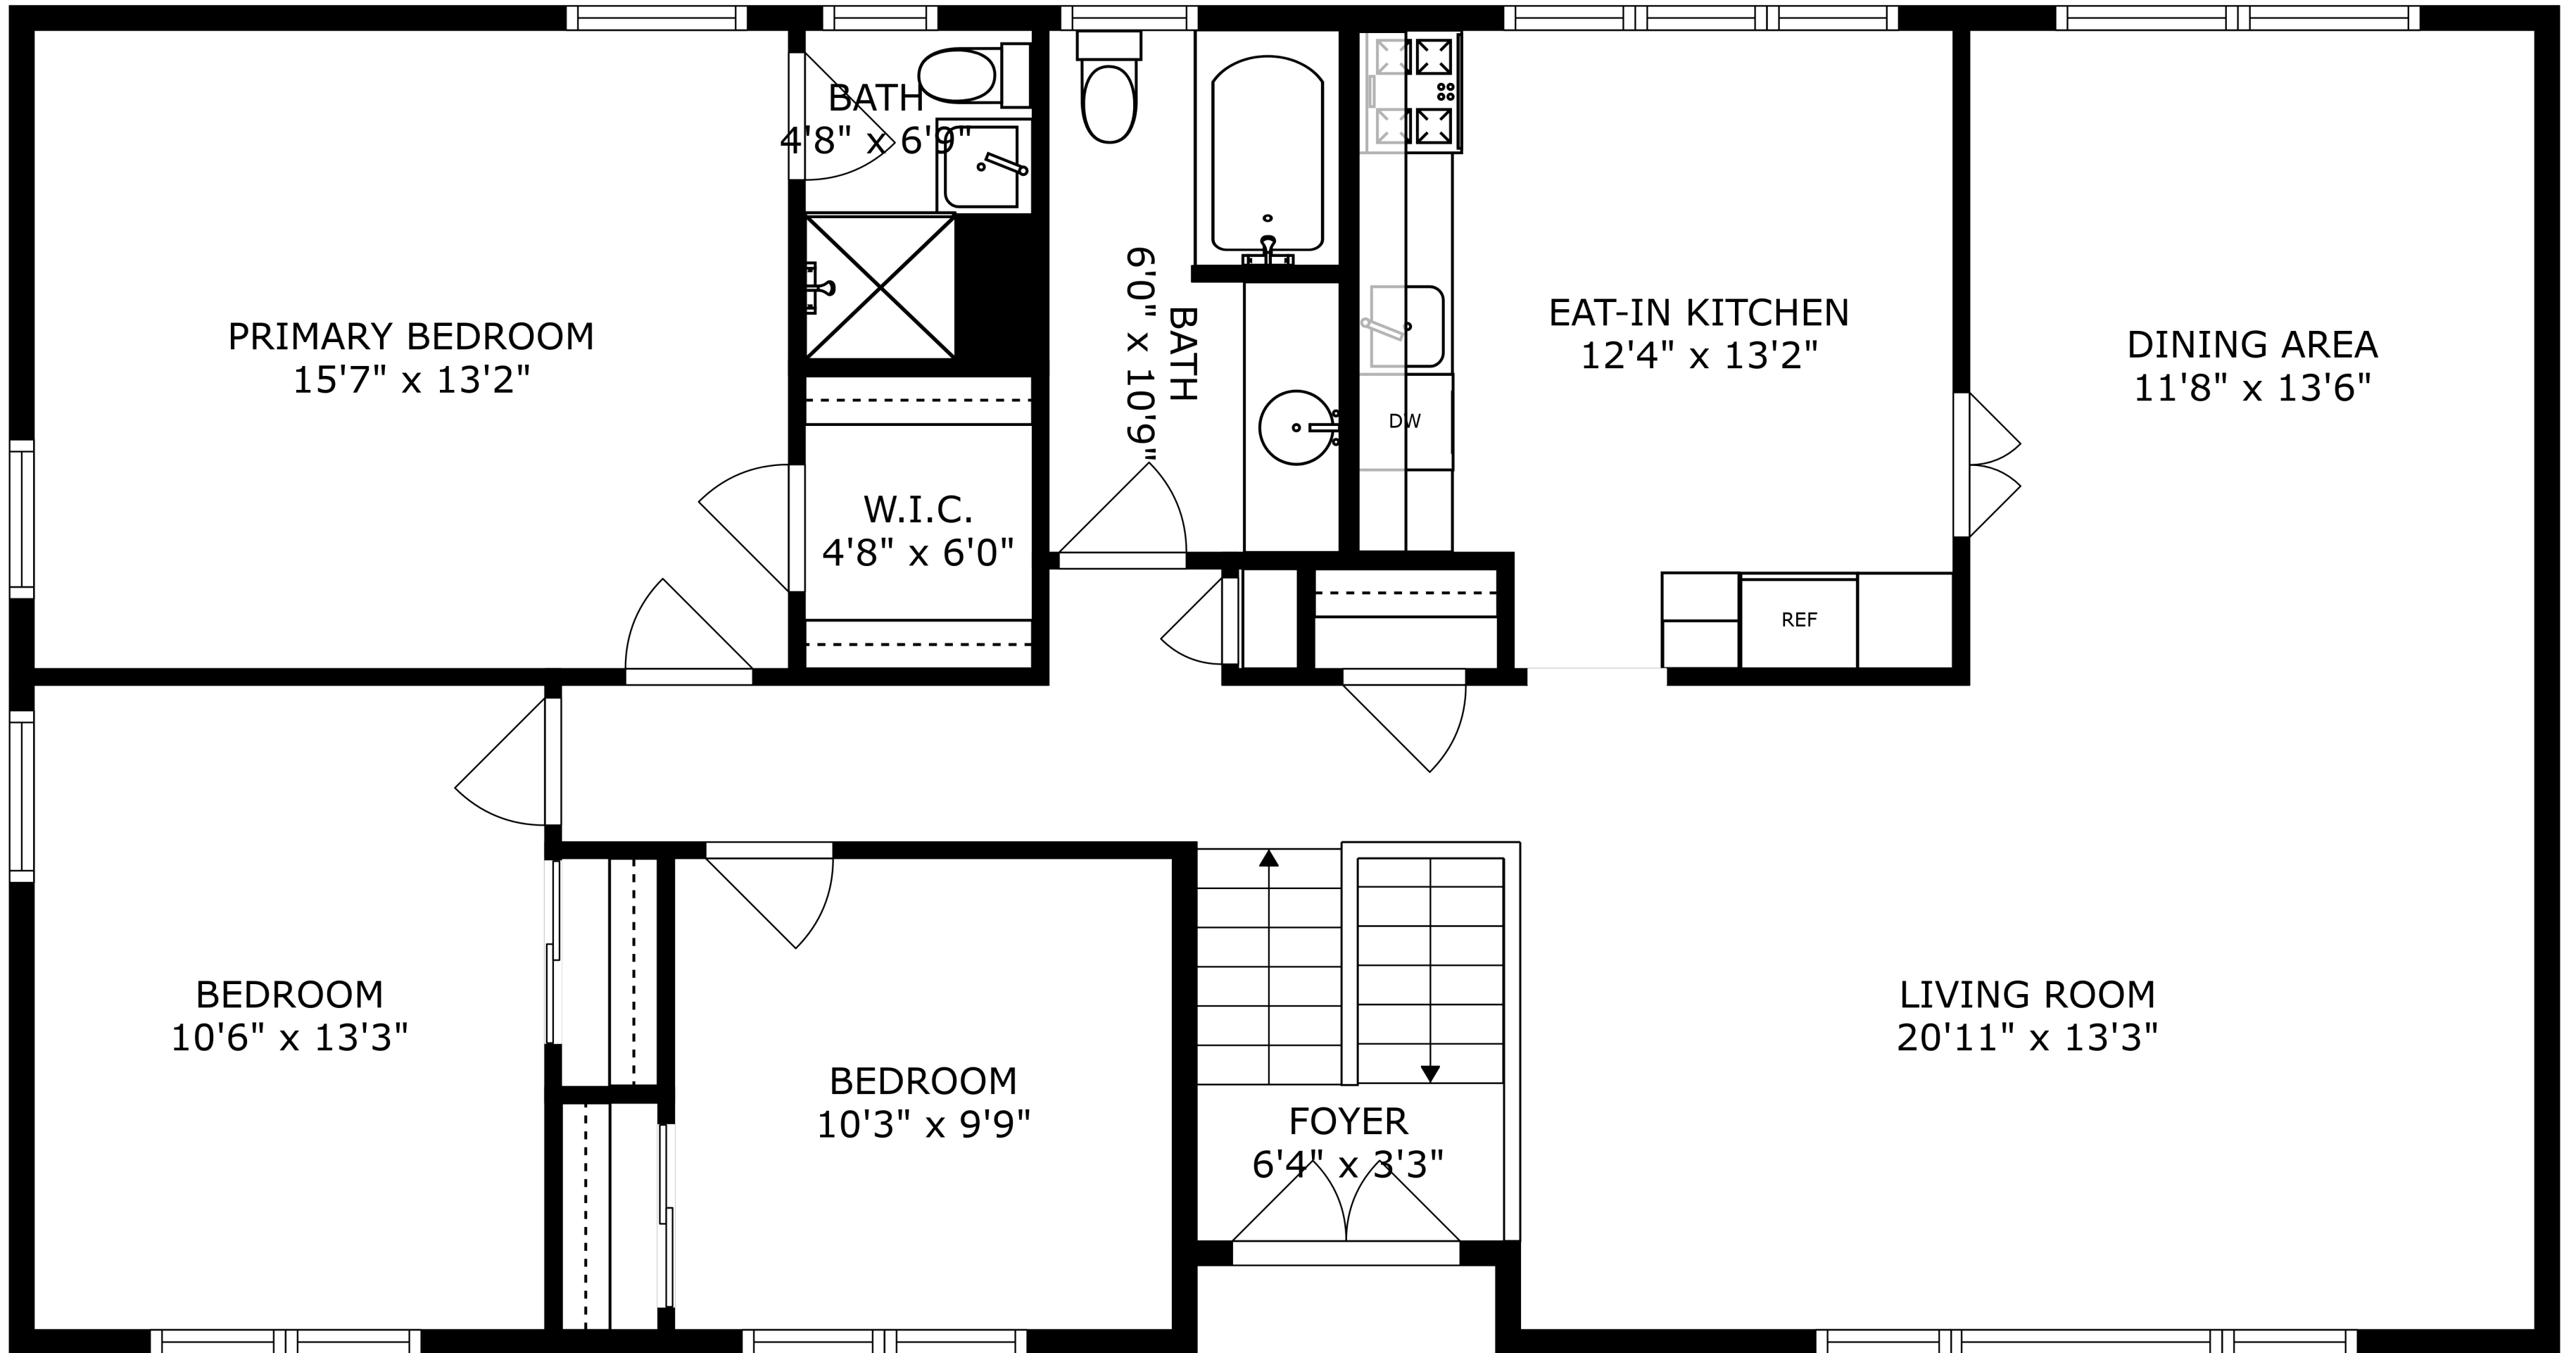 BATH
4'8" x 6'9"
PRIMARY BEDROOM
15'7" x 13'2"
BATH
6'0" x 10'9"
EAT-IN KITCHEN
12'4" x 13'2"
DINING AREA
11'8" x 13'6"
DW
W.I.C.
4'8" x 6'0"
REF
BEDROOM
10'6" x 13'3"
BEDROOM
10'3" x 9'9"
FOYER
6'4" x 3'3"
LIVING ROOM
20'11" x 13'3"